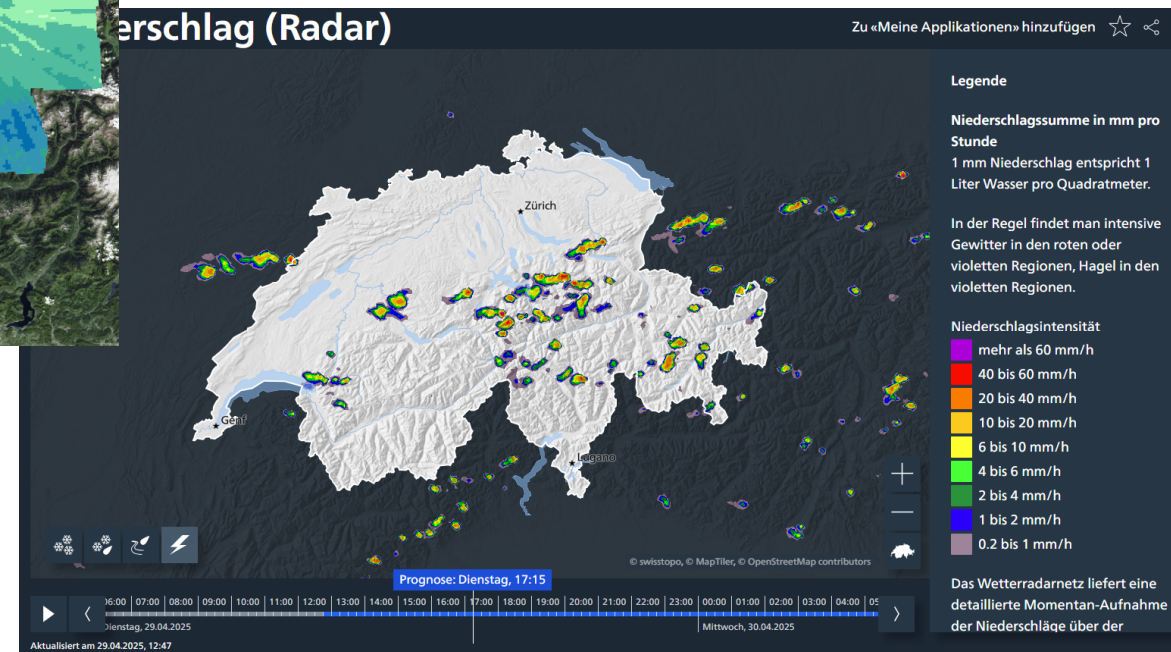 erschlag (Radar)
Zu «Meine Applikationen» hinzufügen
Legende
Niederschlagssumme in mm pro
Stunde
1 mm Niederschlag entspricht 1
Liter Wasser pro Quadratmeter.
In der Regel findet man intensive
Gewitter in den roten oder
violetten Regionen, Hagel in den
violetten Regionen.
Niederschlagsintensität
mehr als 60 mm/h
40 bis 60 mm/h
20 bis 40 mm/h
10 bis 20 mm/h
6 bis 10 mm/h
4 bis 6 mm/h
2 bis 4 mm/h
1 bis 2 mm/h
0.2 bis 1 mm/h
Das Wetterradarnetz liefert eine
detaillierte Momentan-Aufnahme
der Niederschläge über der
Zürich
Genf
Lugano
© swisstopo, © MapTiler, © OpenStreetMap contributors
Prognose: Dienstag, 17:15
06:00 07:00 08:00 09:00 10:00 11:00 12:00 13:00 14:00 15:00 16:00 17:00 18:00 19:00 20:00 21:00 22:00 23:00 00:00 01:00 02:00 03:00 04:00 05
Dienstag, 29.04.2025
Mittwoch, 30.04.2025
Aktualisiert am 29.04.2025, 12:47